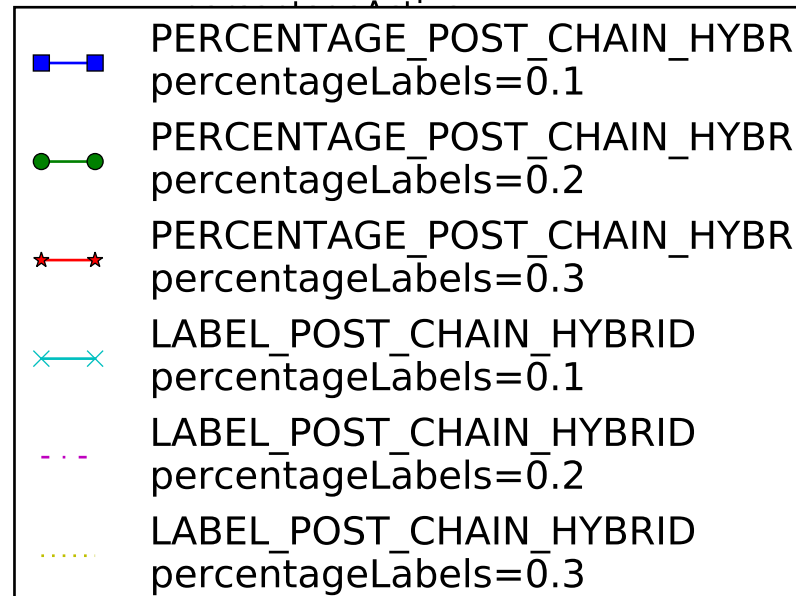 PERCENTAGE_POST_CHAIN_HYBR
percentageLabels=0.1
PERCENTAGE_POST_CHAIN_HYBR
percentageLabels=0.2
PERCENTAGE_POST_CHAIN_HYBR
percentageLabels=0.3
LABEL_POST_CHAIN_HYBRID
percentageLabels=0.1
LABEL_POST_CHAIN_HYBRID
percentageLabels=0.2
LABEL_POST_CHAIN_HYBRID
percentageLabels=0.3